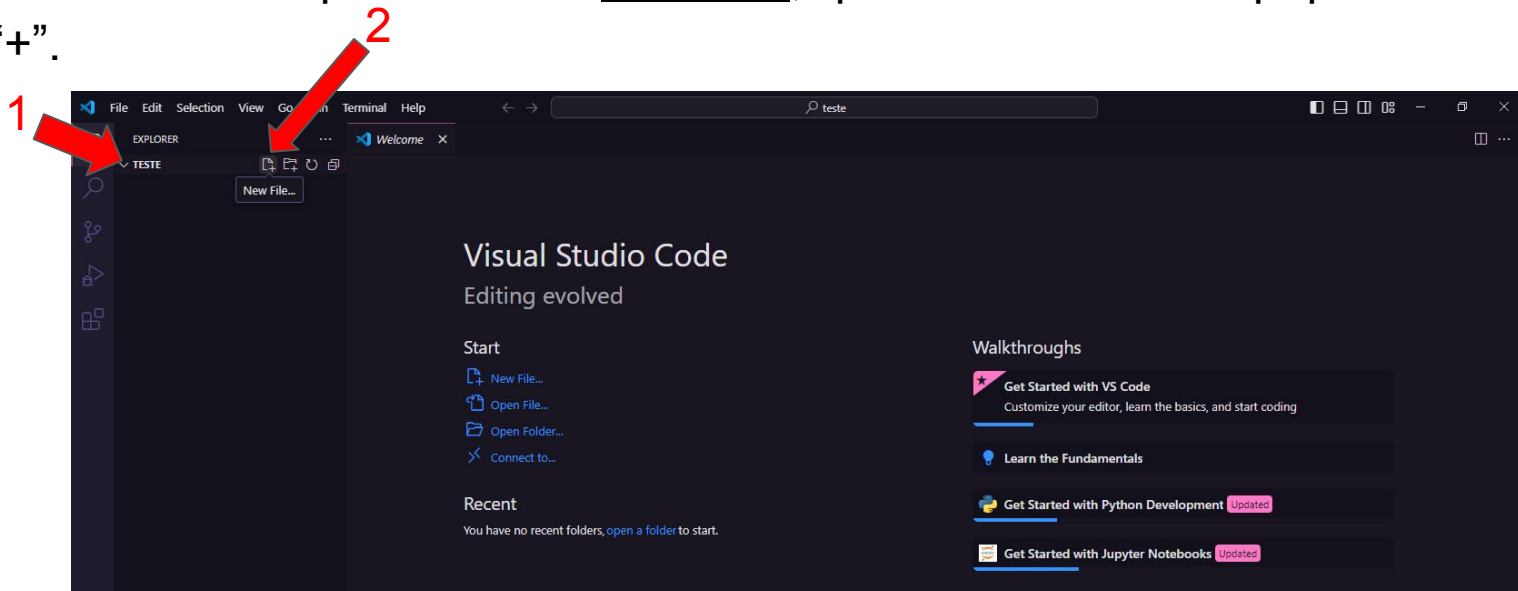 “+”.
2
1
File Edit Selection View Go Terminal Help
teste
EXPLORER
Welcome
TESTE
New File...
Visual Studio Code
Editing evolved
Start
New File...
Open File...
Open Folder...
Connect to...
Recent
You have no recent folders, open a folder to start.
Walkthroughs
Get Started with VS Code
Customize your editor, learn the basics, and start coding
Learn the Fundamentals
Get Started with Python Development Updated
Get Started with Jupyter Notebooks Updated